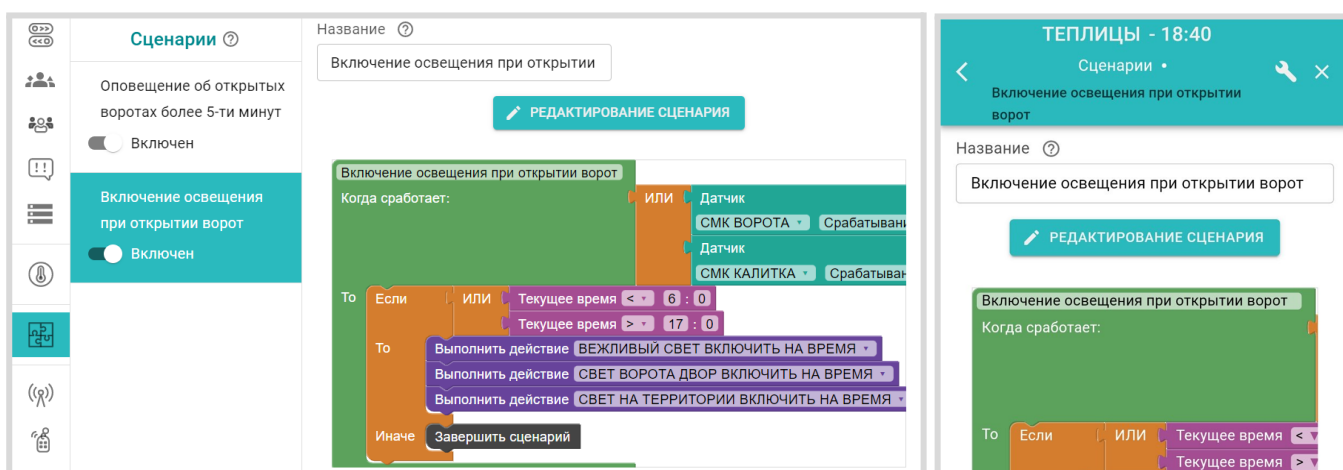 Сценарии
Оповещение об открытых
воротах более 5-ти минут
Включен
Включение освещения
при открытии ворот
Включен
Название
Включение освещения при открытии
РЕДАКТИРОВАНИЕ СЦЕНАРИЯ
Включение освещения при открытии ворот
Когда сработает:
ИЛИ
Датчик
СМК ВОРОТА
Датчик
СМК КАЛИТКА
То Если ИЛИ Текущее время < 6 : 0
Текущее время > 17 : 0
То Выполнить действие ВЕЖЛИВЫЙ СВЕТ ВКЛЮЧИТЬ НА ВРЕМЯ
Выполнить действие СВЕТ ВОРОТА ДВОР ВКЛЮЧИТЬ НА ВРЕМЯ
Выполнить действие СВЕТ НА ТЕРРИТОРИИ ВКЛЮЧИТЬ НА ВРЕМЯ
Иначе Завершить сценарий
ТЕПЛИЦЫ - 18:40
Сценарии •
Включение освещения при открытии
ворот
Название
Включение освещения при открытии ворот
РЕДАКТИРОВАНИЕ СЦЕНАРИЯ
Включение освещения при открытии ворот
Когда сработает:
То Если ИЛИ Текущее время <
Текущее время >